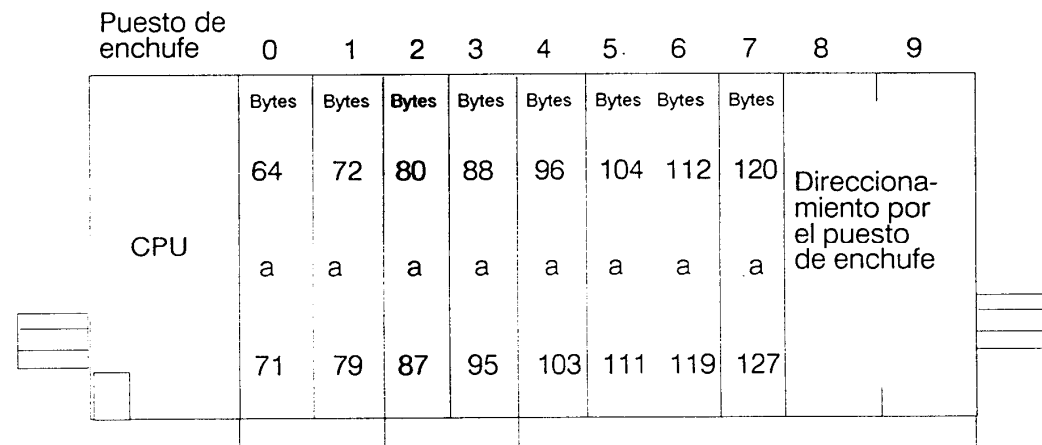 Puesto de
enchufe 0 1 2 3 4 5. 6 7 8 9
Bytes Bytes Bytes Bytes Bytes Bytes Bytes Bytes
64 72 80 88 96 104 112 120
Direcciona-
miento por
el puesto
de enchufe
CPU
a a a a a a a a
71 79 87 95 103 111 119 127